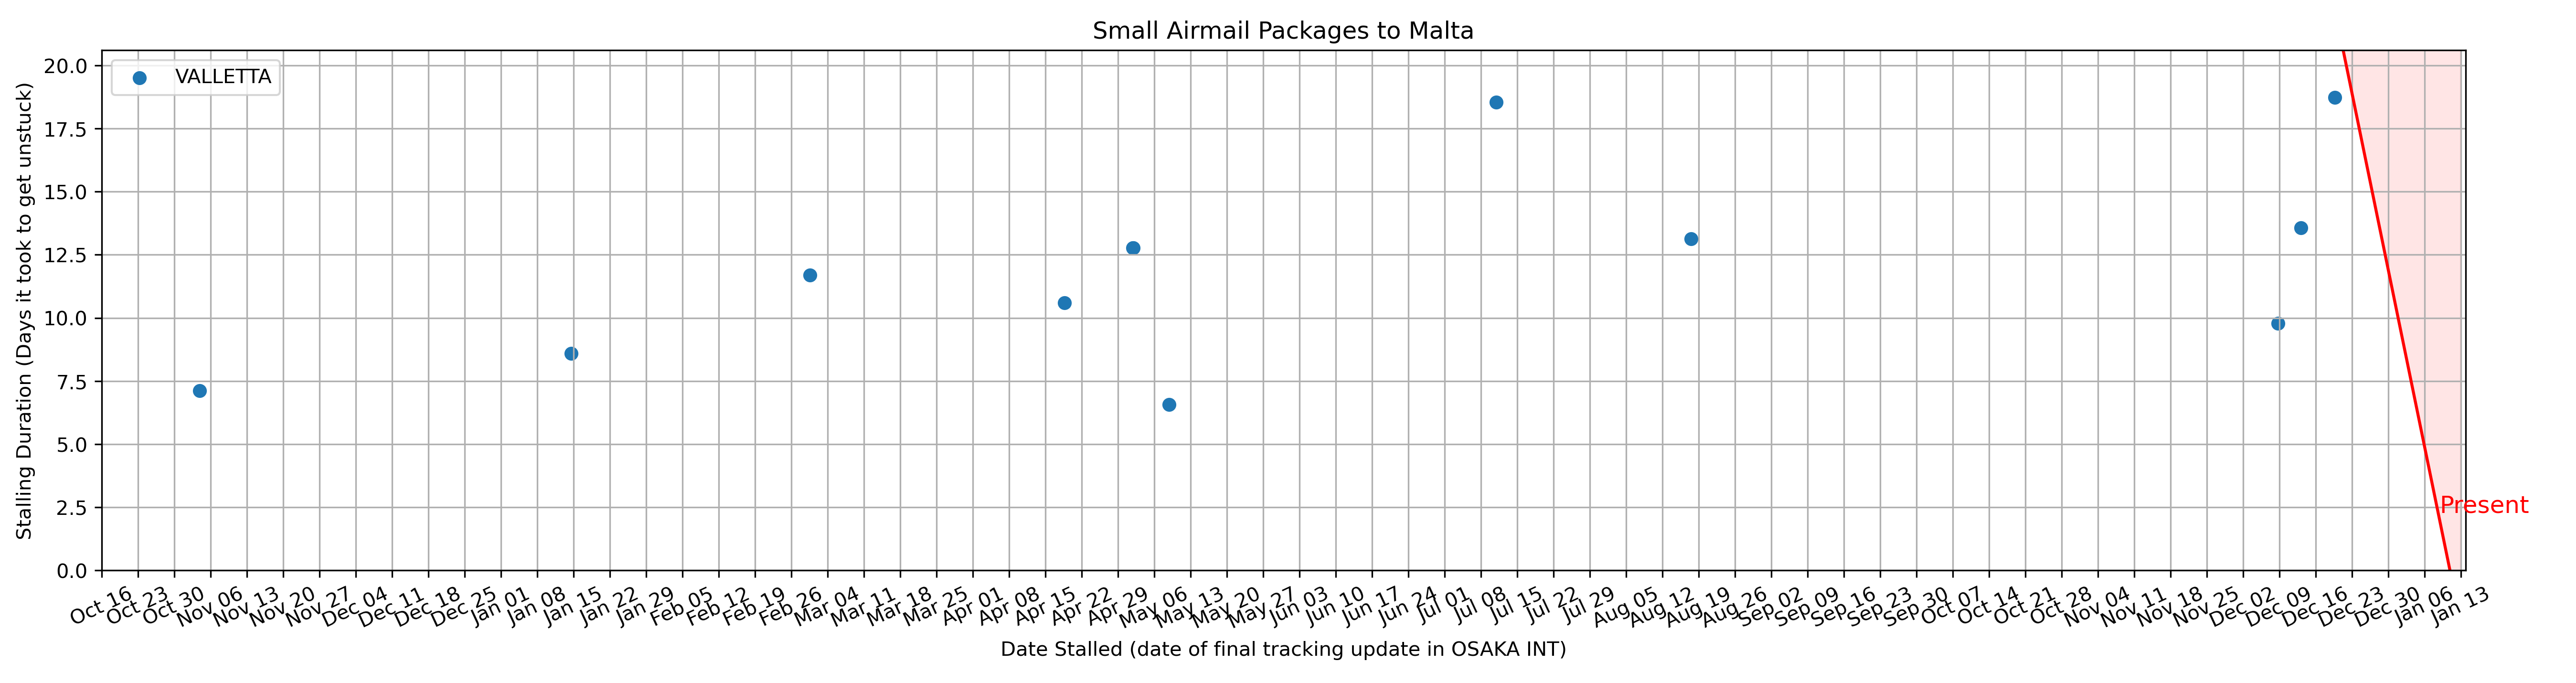 Small Airmail Packages to Malta
VALLETTA
20.0
17.5
15.0
12.5
10.0
7.5
5.0
2.5
0.0
Stalling Duration (Days it took to get unstuck)
Present
Oct 16 Oct 23 Oct 30 Nov 06 Nov 13 Nov 20 Nov 27 Dec 04 Dec 11 Dec 18 Dec 25 Jan 01 Jan 08 Jan 15 Jan 22 Jan 29 Feb 05 Feb 12 Feb 19 Feb 26 Mar 04 Mar 11 Mar 18 Mar 25 Apr 01 Apr 08 Apr 15 Apr 22 Apr 29 May 06 May 13 May 20 May 27 Jun 03 Jun 10 Jun 17 Jun 24 Jul 01 Jul 08 Jul 15 Jul 22 Jul 29 Aug 05 Aug 12 Aug 19 Aug 26 Sep 02 Sep 09 Sep 16 Sep 23 Sep 30 Oct 07 Oct 14 Oct 21 Oct 28 Nov 04 Nov 11 Nov 18 Nov 25 Dec 02 Dec 09 Dec 16 Dec 23 Dec 30 Jan 06 Jan 13
Date Stalled (date of final tracking update in OSAKA INT)